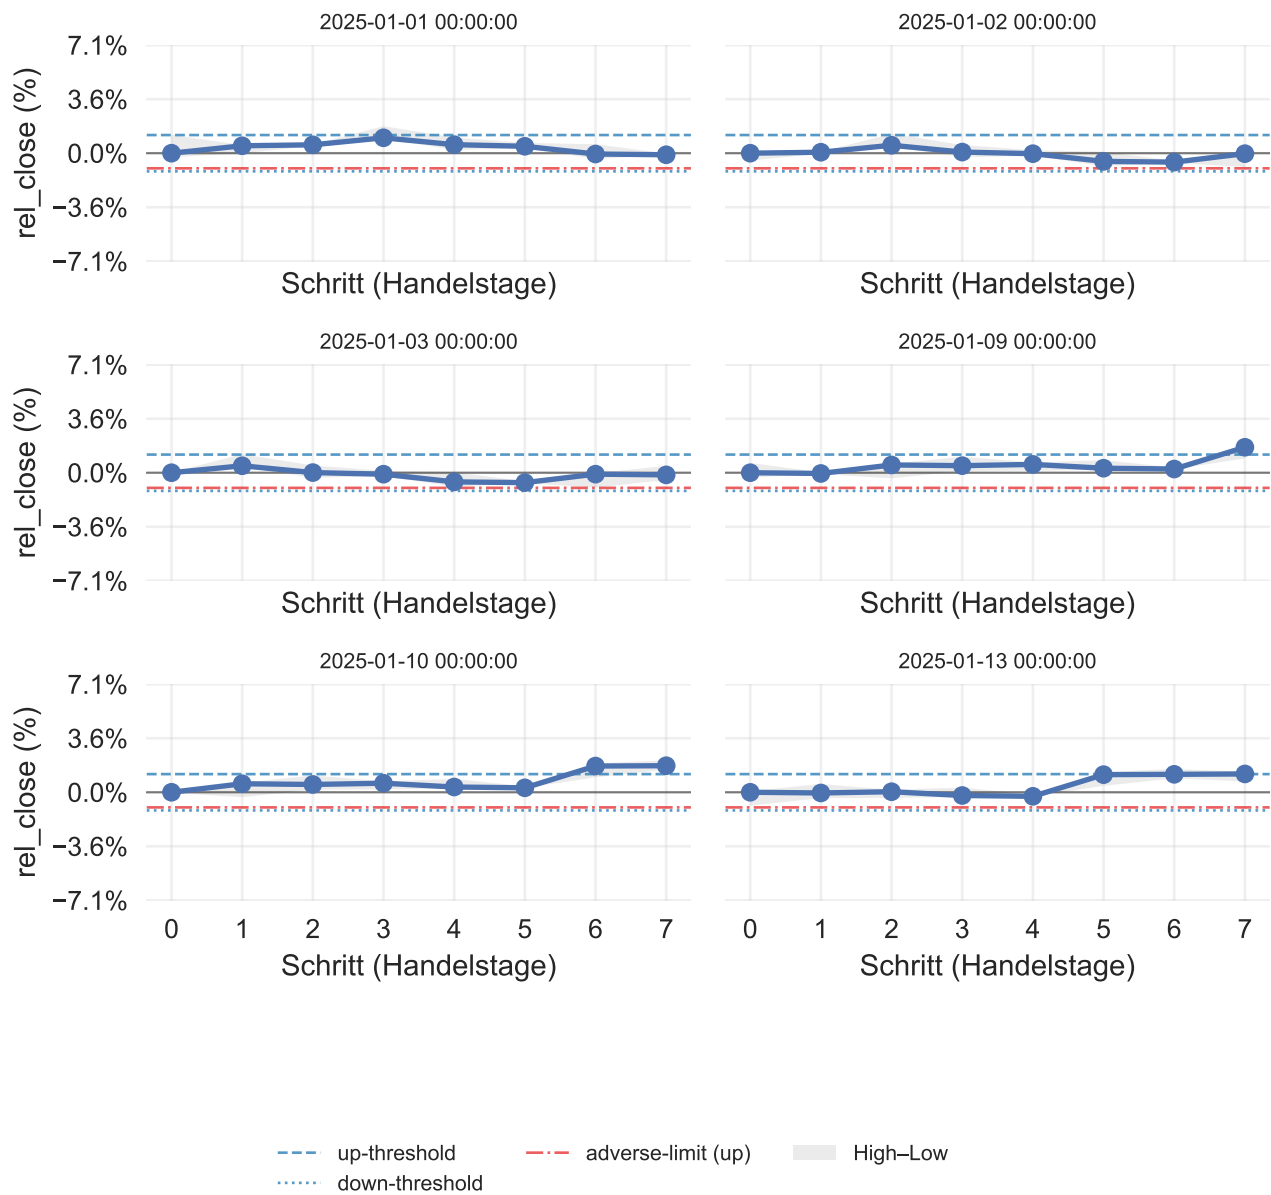 2025-01-01 00:00:00
2025-01-02 00:00:00
7.1%
3.6%
0.0%
−3.6%
−7.1%
rel_close (%)
Schritt (Handelstage)
Schritt (Handelstage)
2025-01-03 00:00:00
2025-01-09 00:00:00
7.1%
3.6%
0.0%
−3.6%
−7.1%
rel_close (%)
Schritt (Handelstage)
Schritt (Handelstage)
2025-01-10 00:00:00
2025-01-13 00:00:00
7.1%
3.6%
0.0%
−3.6%
−7.1%
rel_close (%)
0 1 2 3 4 5 6 7
0 1 2 3 4 5 6 7
Schritt (Handelstage)
Schritt (Handelstage)
up-threshold
adverse-limit (up)
High–Low
down-threshold